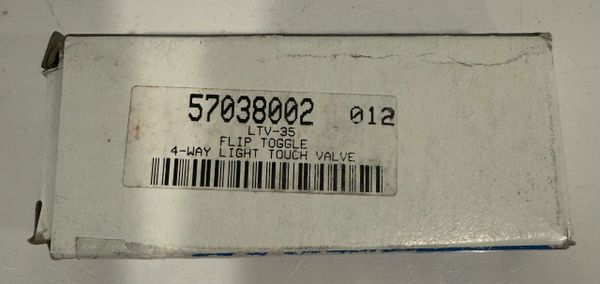 57038002 012
LTV-35
FLIP TOGGLE
4-WAY LIGHT TOUCH VALVE